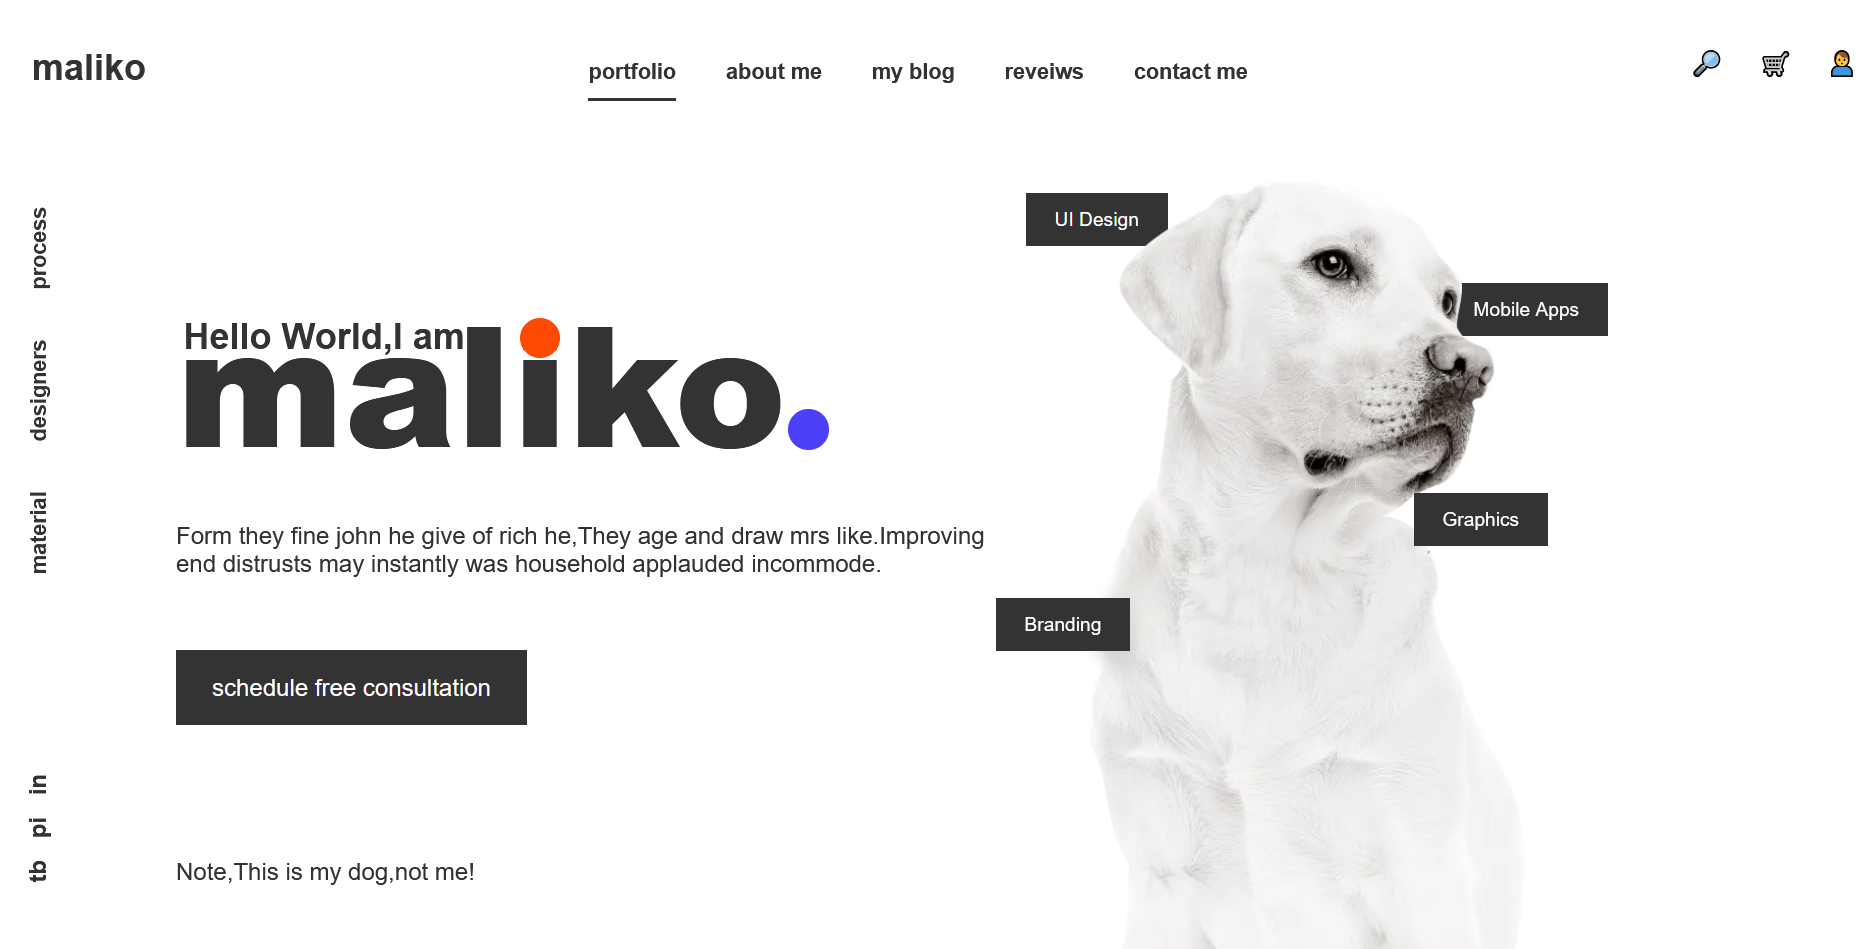 maliko
portfolio about me my blog reveiws contact me
process
designers
material
in
pi
tb
Hello World,I am
maliko.
Form they fine john he give of rich he,They age and draw mrs like.Improving
end distrusts may instantly was household applauded incommode.
schedule free consultation
Note,This is my dog,not me!
UI Design
Mobile Apps
Graphics
Branding